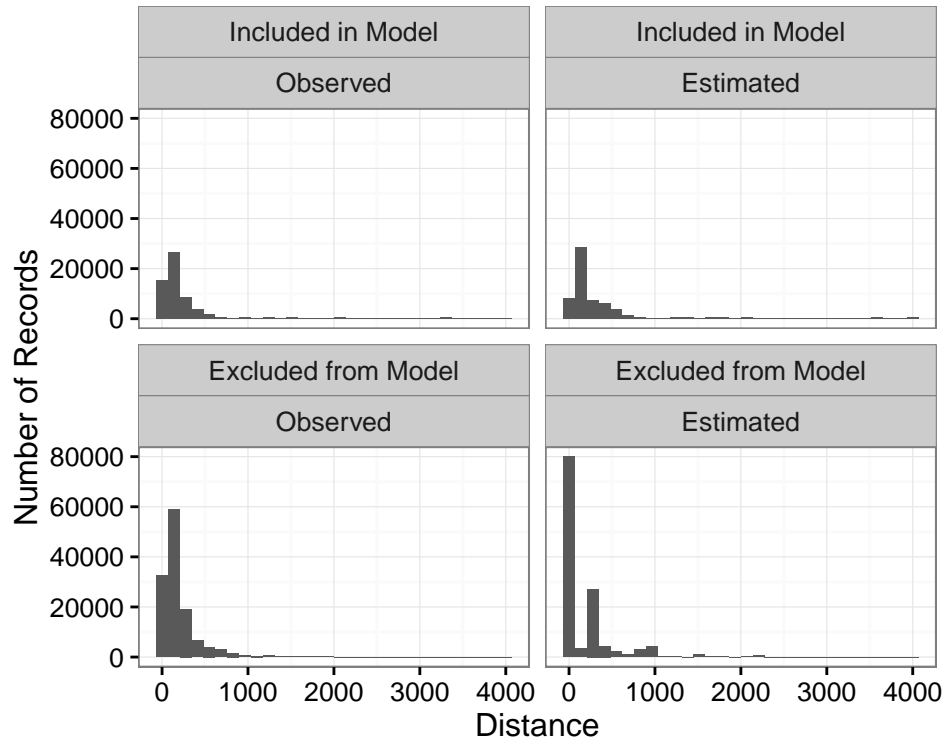 Included in Model
Included in Model
Observed
Estimated
80000
60000
40000
20000
0
Excluded from Model
Excluded from Model
Observed
Estimated
80000
60000
40000
20000
0
0 1000 2000 3000 4000
0 1000 2000 3000 4000
Distance
Number of Records